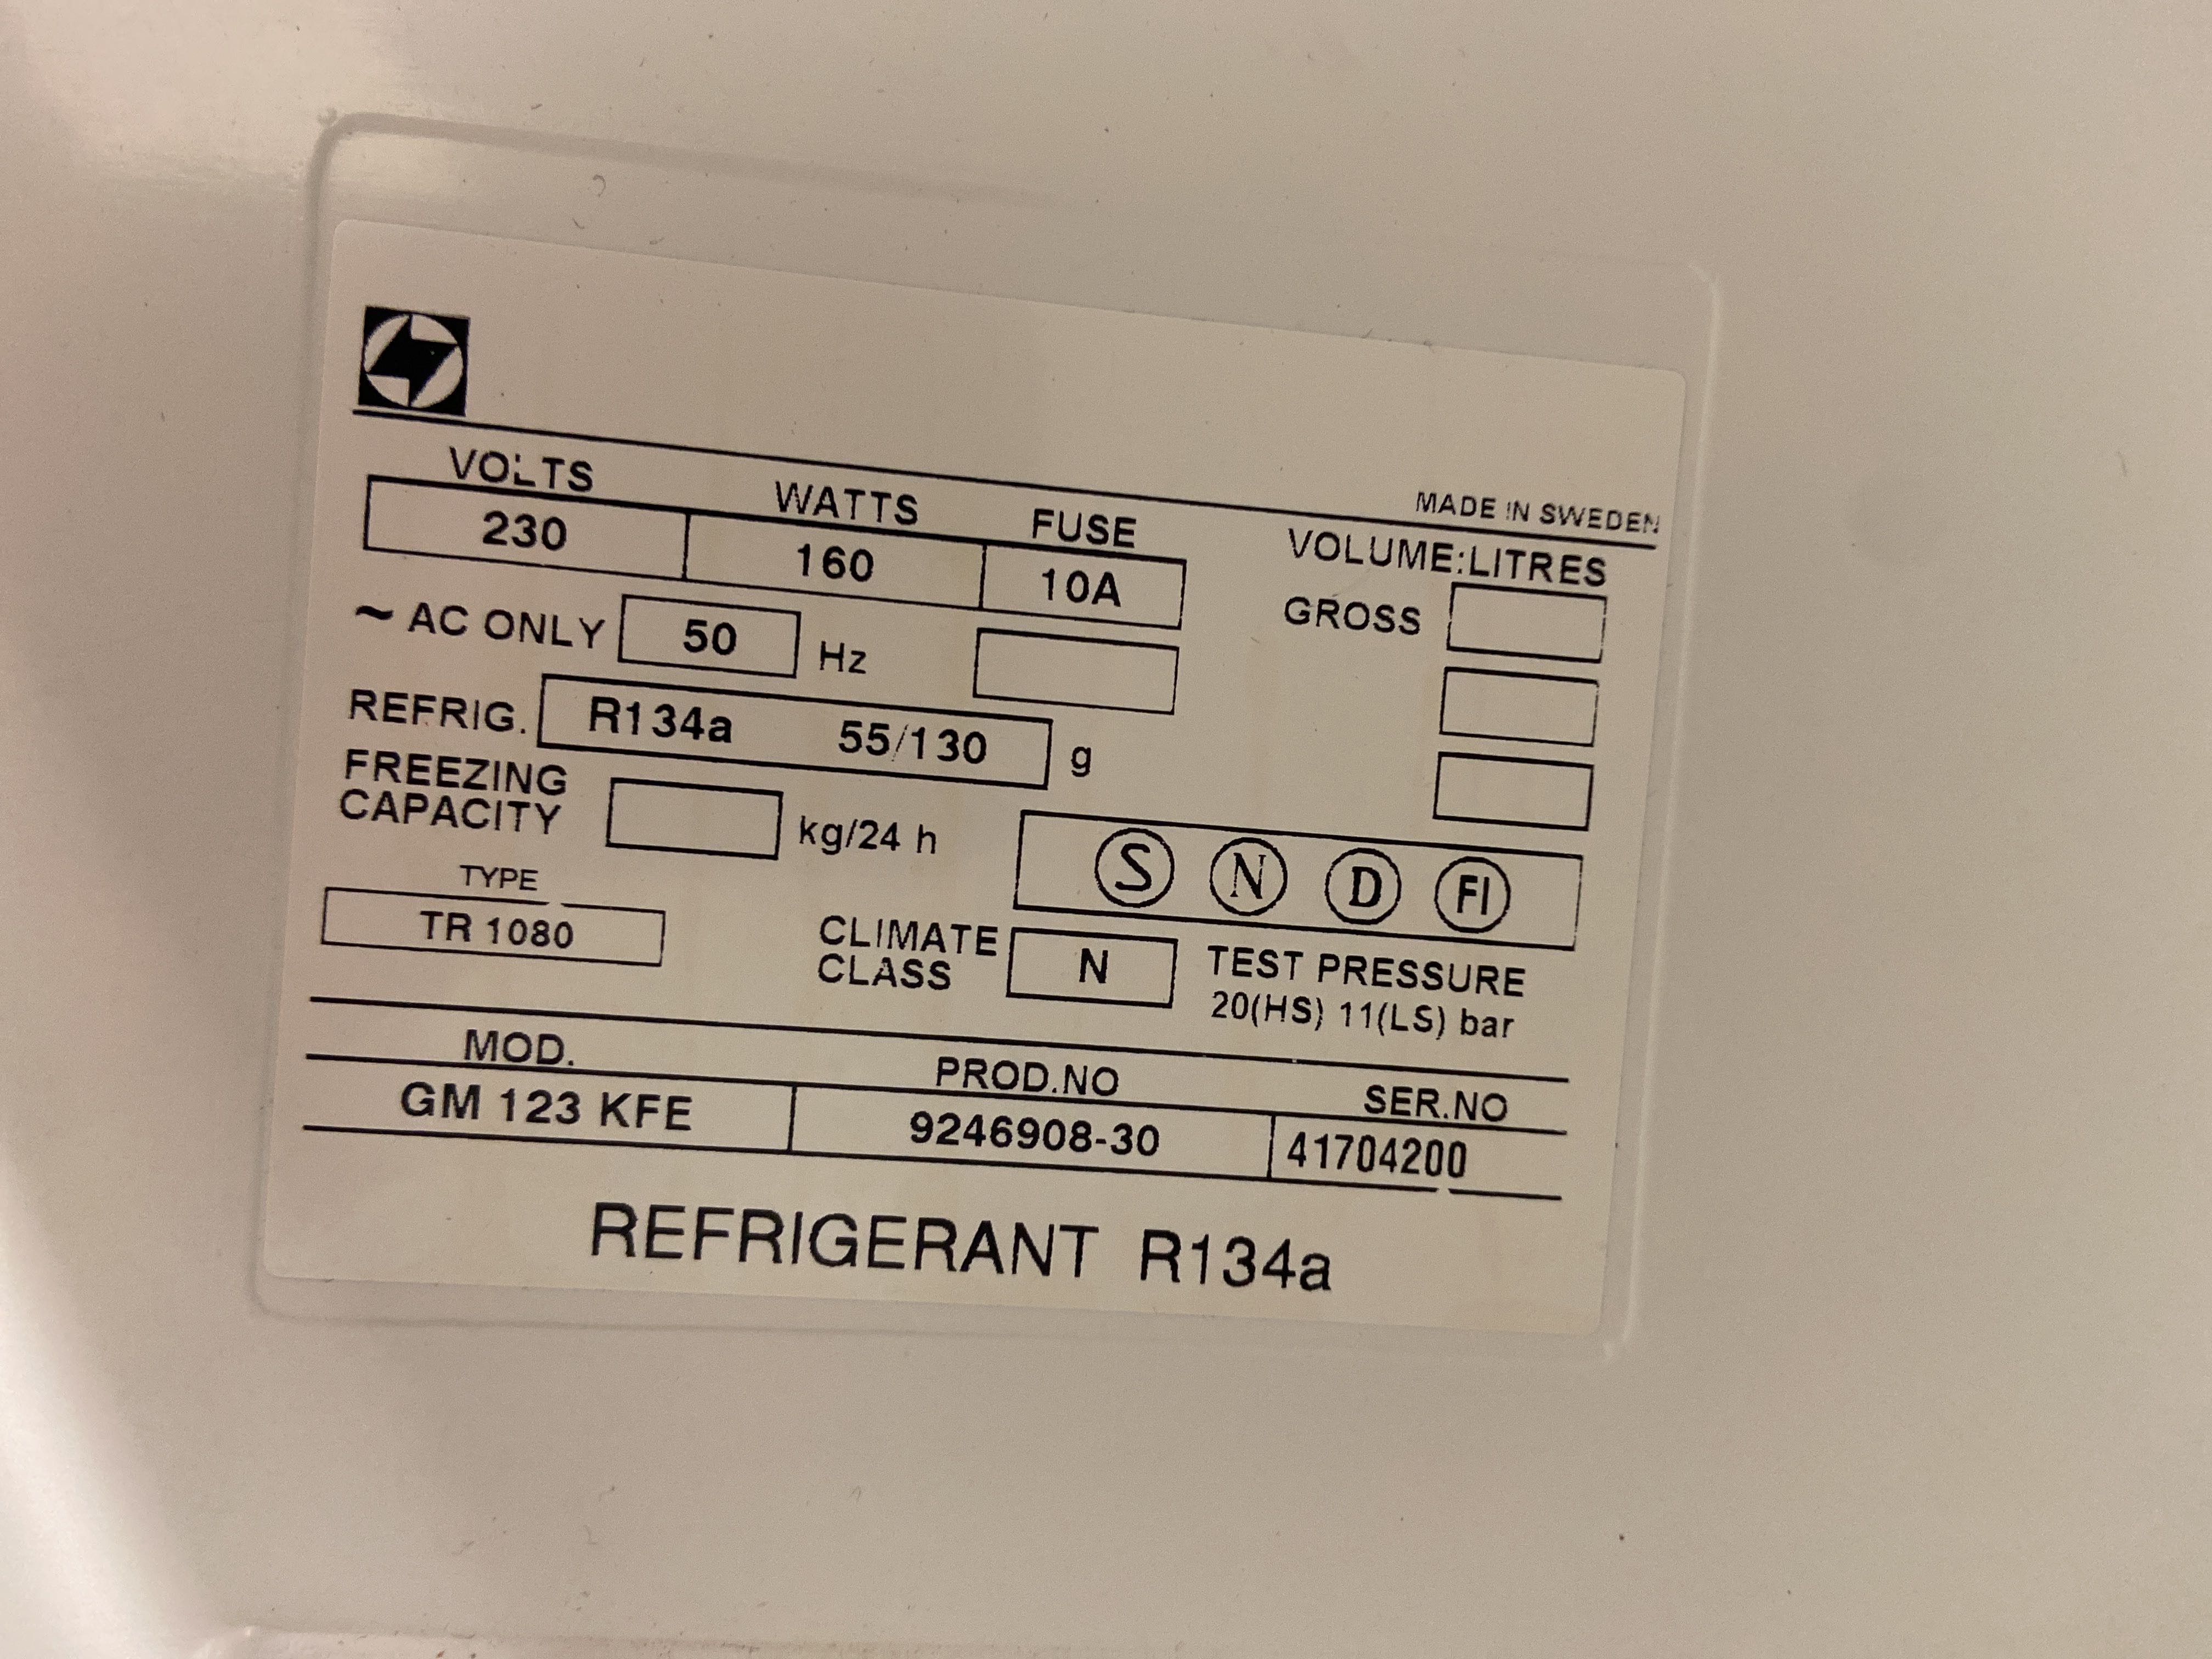 MADE IN SWEDEN
VOLTS WATTS FUSE VOLUME:LITRES
230 160 10A
~ AC ONLY 50 Hz GROSS
REFRIG. R134a 55/130 g
FREEZING
CAPACITY kg/24 h
S N D FI
TYPE
TR 1080
CLIMATE
CLASS N
TEST PRESSURE
20(HS) 11(LS) bar
MOD. PROD.NO SER.NO
GM 123 KFE 9246908-30 41704200
REFRIGERANT R134a